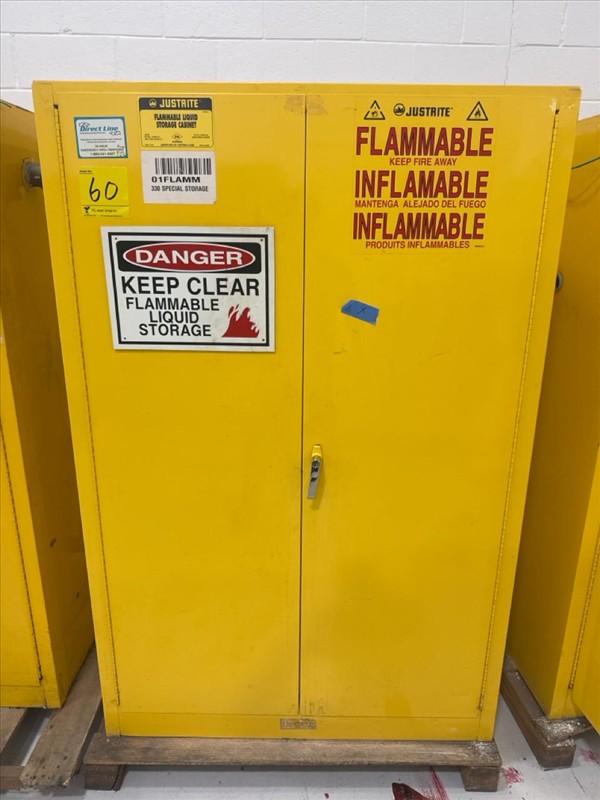 Direct Line
JUSTRITE
FLAMMABLE LIQUID
STORAGE CABINET
01FLAMM
330 SPECIAL STORAGE
60
DANGER
KEEP CLEAR
FLAMMABLE
LIQUID
STORAGE
JUSTRITE
FLAMMABLE
KEEP FIRE AWAY
INFLAMABLE
MANTENGA ALEJADO DEL FUEGO
INFLAMMABLE
PRODUITS INFLAMMABLES
X